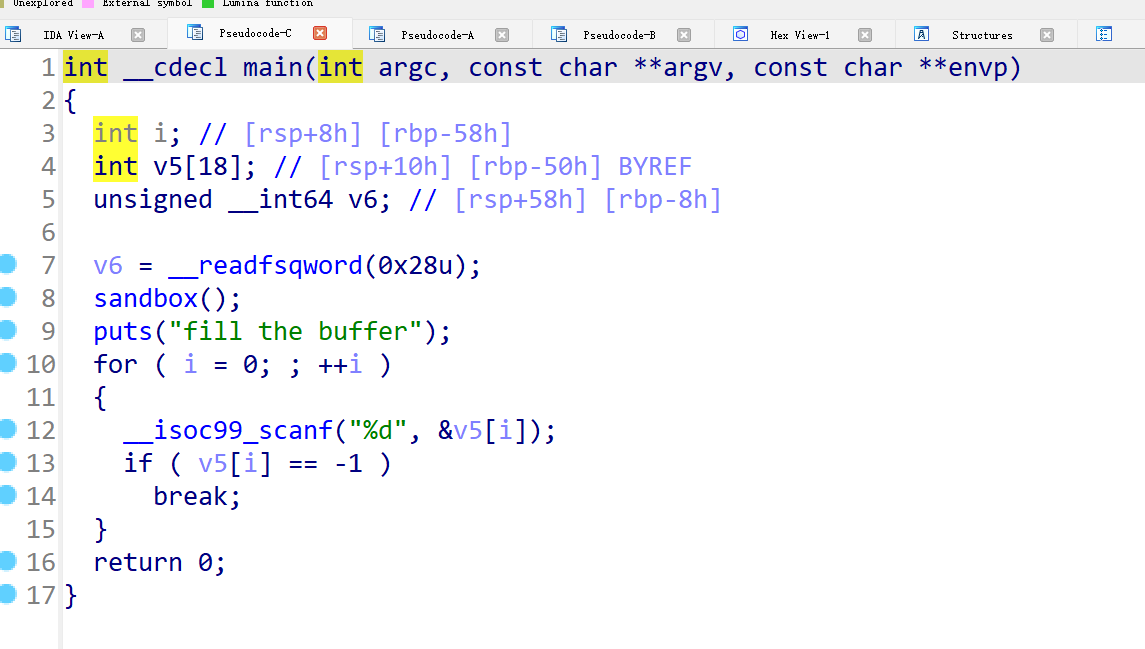 Unexplored External symbol Lumina function
IDA View-A Pseudocode-C Pseudocode-A Pseudocode-B Hex View-1 Structures
1 int __cdecl main(int argc, const char **argv, const char **envp)
2 {
3   int i; // [rsp+8h] [rbp-58h]
4   int v5[18]; // [rsp+10h] [rbp-50h] BYREF
5   unsigned __int64 v6; // [rsp+58h] [rbp-8h]
6
7   v6 = __readfsqword(0x28u);
8   sandbox();
9   puts("fill the buffer");
10   for ( i = 0; ; ++i )
11   {
12     __isoc99_scanf("%d", &v5[i]);
13     if ( v5[i] == -1 )
14       break;
15   }
16   return 0;
17 }